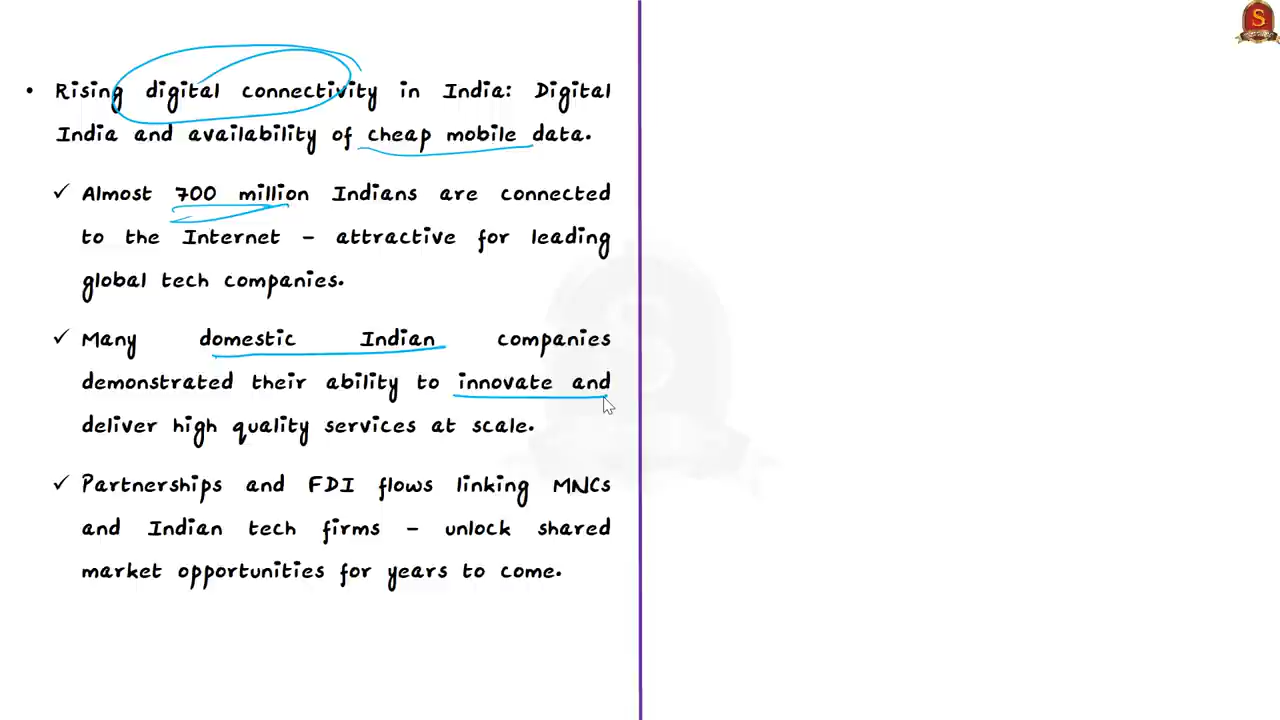 • Rising digital connectivity in India: Digital
India and availability of cheap mobile data.
✓ Almost 700 million Indians are connected
to the Internet – attractive for leading
global tech companies.
✓ Many domestic Indian companies
demonstrated their ability to innovate and
deliver high quality services at scale.
✓ Partnerships and FDI flows linking MNCs
and Indian tech firms – unlock shared
market opportunities for years to come.